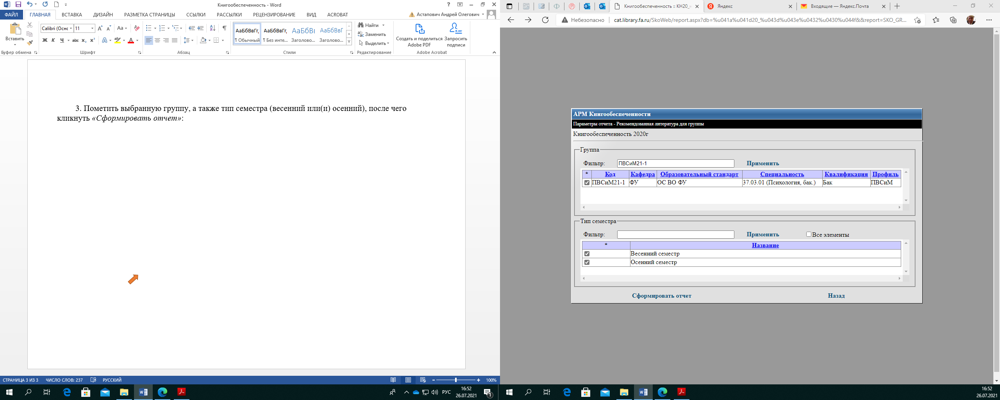 Книгообеспеченность - Word
ФАЙЛ ГЛАВНАЯ ВСТАВКА ДИЗАЙН РАЗМЕТКА СТРАНИЦЫ ССЫЛКИ РАССЫЛКИ РЕЦЕНЗИРОВАНИЕ ВИД ACROBAT Астапович Андрей Олегович
Вставить
Буфер обмена
Calibri (Оснс 11
Ж К Ч abc x₂ x²
Шрифт
Абзац
АаБбВвГг, АаБбВвГг, АаБбВв АаБбВвГ
¶ Обычный ¶ Без инте... Заголово... Заголово...
Стили
Найти
Заменить
Выделить
Редактирование
Создать и поделиться Adobe PDF
Запросить подписи
Adobe Acrobat
3. Пометить выбранную группу, а также тип семестра (весенний или(и) осенний), после чего
кликнуть «Сформировать отчет»:
СТРАНИЦА 3 ИЗ 3 ЧИСЛО СЛОВ: 237 РУССКИЙ 100%
РУС 16:52
26.07.2021
1
Книгообеспеченность :: КН20_н Яндекс Входящие — Яндекс.Почта
Небезопасно cat.library.fa.ru/SkoWeb/report.aspx?db=%u041a%u041d20_%u043d%u043e%u0432%u0430%u044f&&report=SKO_GR...
АРМ Книгообеспеченности
Параметры отчета - Рекомендованная литература для группы
Книгообеспеченность 2020г
Группа
Фильтр: ПВСиМ21-1 Применить
* Код Кафедра Образовательный стандарт Специальность Квалификация Профиль
ПВСиМ21-1 ФУ ОС ВО ФУ 37.03.01 (Психология, бак.) Бак ПВСиМ
Тип семестра
Фильтр: Применить Все элементы
* Название
Весенний семестр
Осенний семестр
Сформировать отчет Назад
16:52
26.07.2021